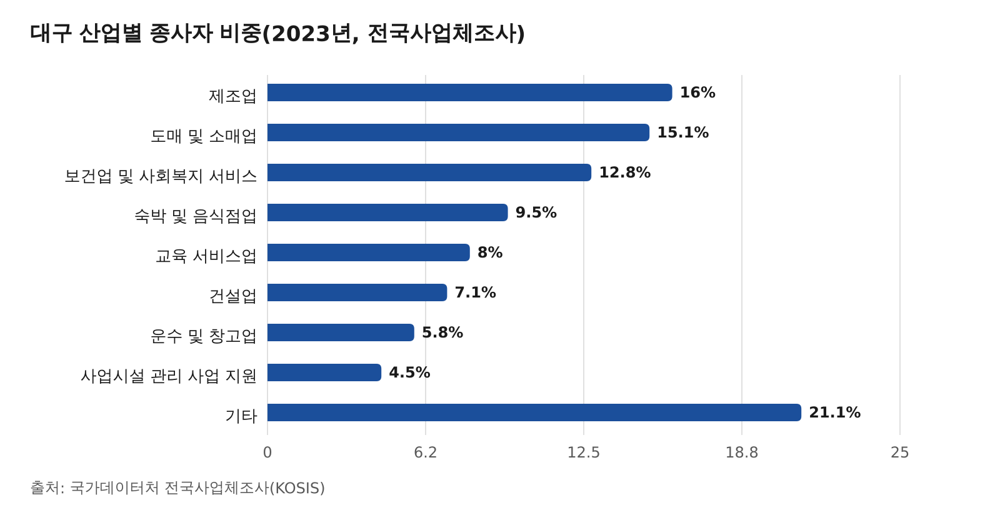 대구 산업별 종사자 비중(2023년, 전국사업체조사)
제조업 16%
도매 및 소매업 15.1%
보건업 및 사회복지 서비스 12.8%
숙박 및 음식점업 9.5%
교육 서비스업 8%
건설업 7.1%
운수 및 창고업 5.8%
사업시설 관리 사업 지원 4.5%
기타 21.1%
0 6.2 12.5 18.8 25
출처: 국가데이터처 전국사업체조사(KOSIS)